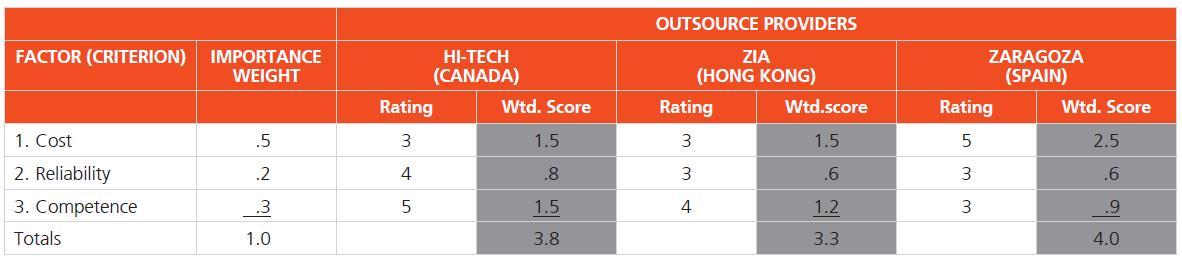 OUTSOURCE PROVIDERS
FACTOR (CRITERION) IMPORTANCE WEIGHT HI-TECH (CANADA) ZIA (HONG KONG) ZARAGOZA (SPAIN)
Rating Wtd. Score Rating Wtd.score Rating Wtd. Score
1. Cost .5 3 1.5 3 1.5 5 2.5
2. Reliability .2 4 .8 3 .6 3 .6
3. Competence .3 5 1.5 4 1.2 3 .9
Totals 1.0 3.8 3.3 4.0